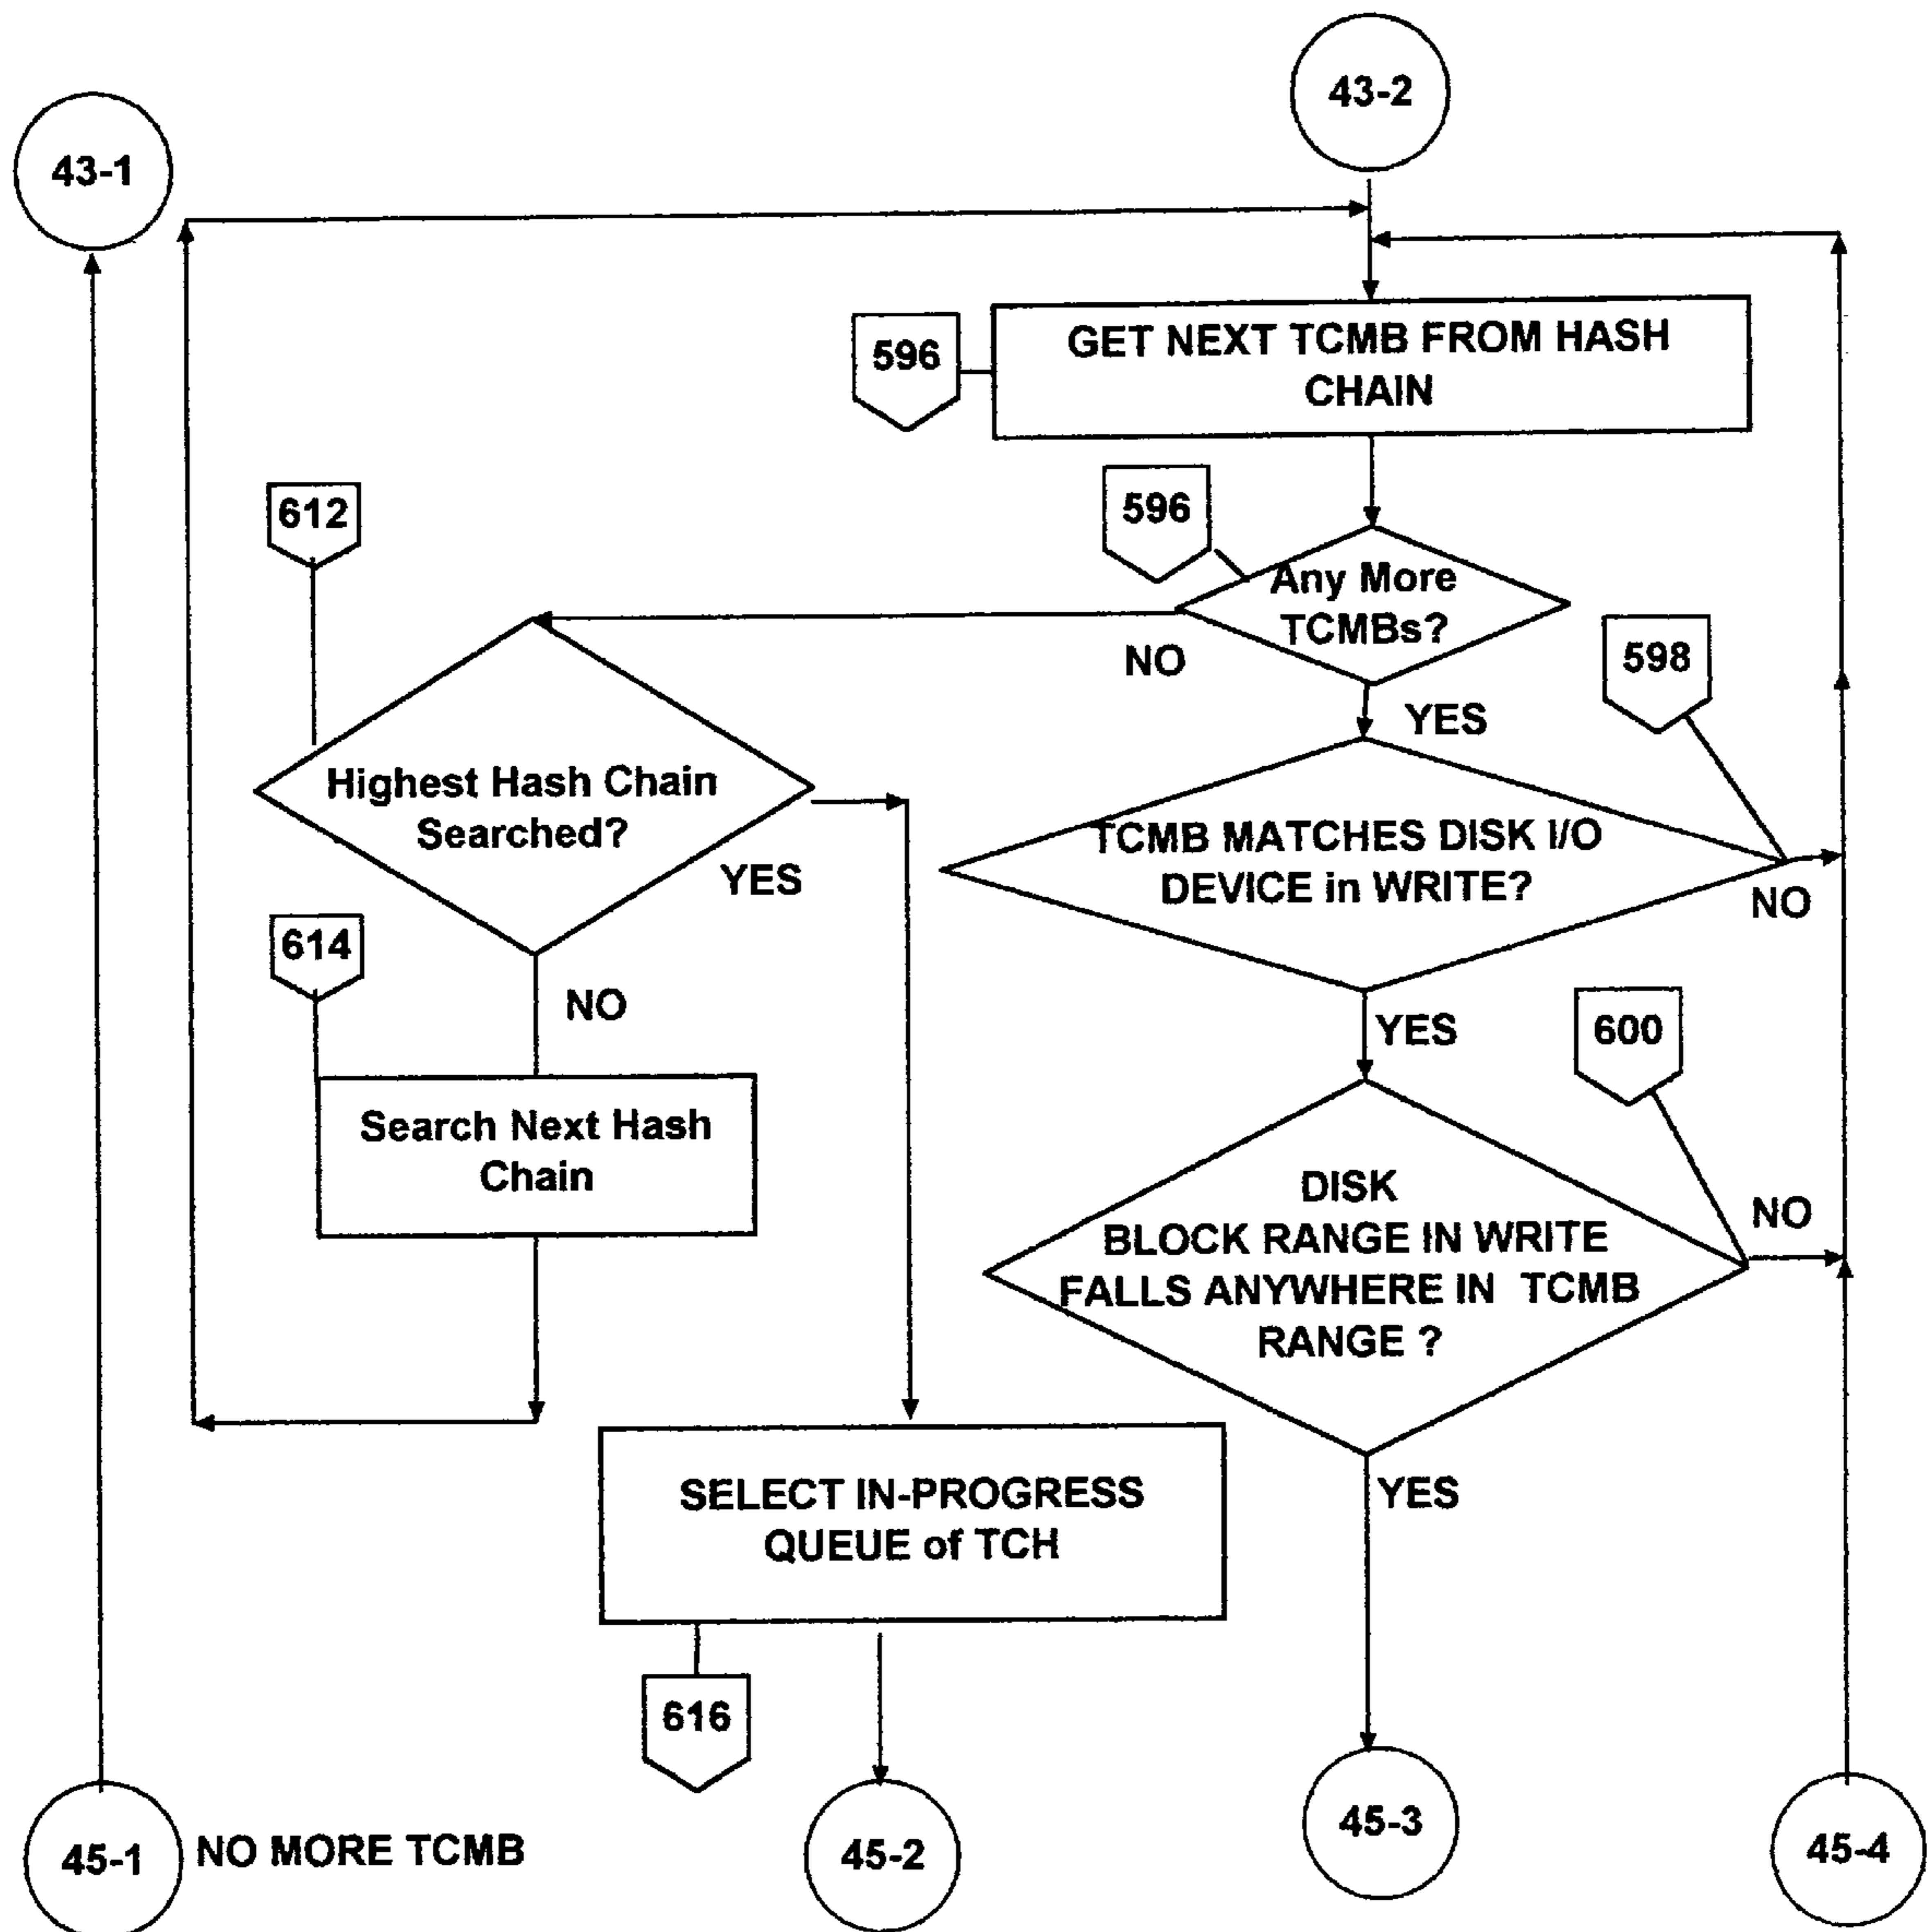 43-2
43-1
GET NEXT TCMB FROM HASH
CHAIN
596
596
612
Any More
TCMBs?
NO
YES
598
Highest Hash Chain
Searched?
YES
TCMB MATCHES DISK I/O
DEVICE in WRITE?
NO
614
NO
YES
600
Search Next Hash
Chain
DISK
BLOCK RANGE IN WRITE
FALLS ANYWHERE IN TCMB
RANGE ?
NO
YES
SELECT IN-PROGRESS
QUEUE of TCH
616
45-1
NO MORE TCMB
45-2
45-3
45-4